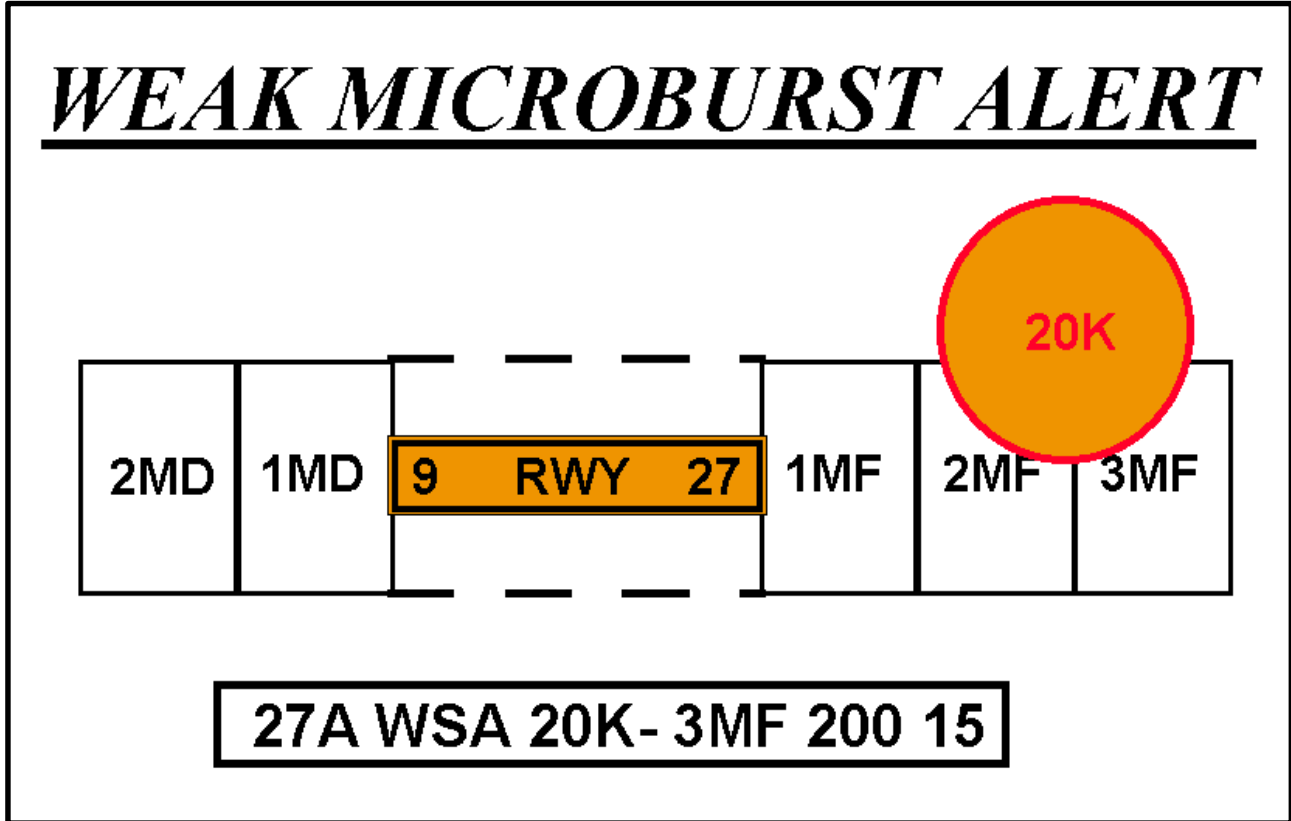 WEAK MICROBURST ALERT
20K
2MD 1MD 9 RWY 27 1MF 2MF 3MF
27A WSA 20K- 3MF 200 15